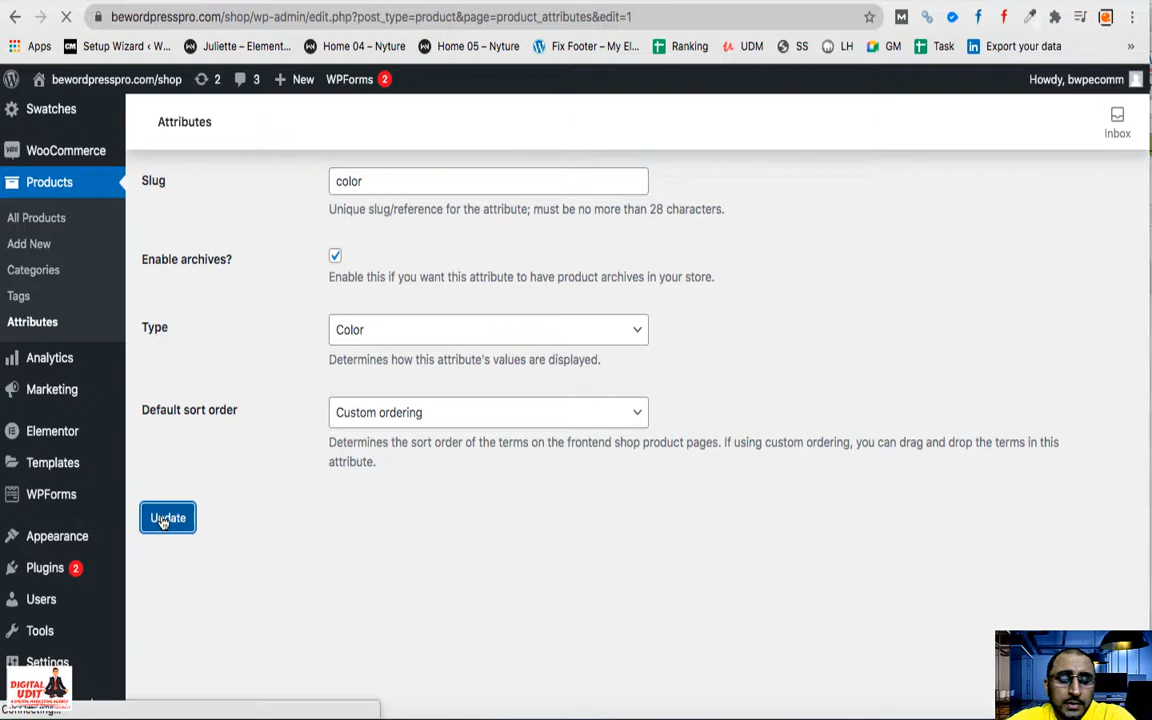 bewordpresspro.com/shop/wp-admin/edit.php?post_type=product&page=product_attributes&edit=1
Apps Setup Wizard ‹ W... Juliette – Element... Home 04 – Nyture Home 05 – Nyture Fix Footer – My El... Ranking UDM SS LH GM Task Export your data »
bewordpresspro.com/shop 2 3 + New WPForms 2 Howdy, bwpecomm
Swatches
WooCommerce
Products
All Products
Add New
Categories
Tags
Attributes
Analytics
Marketing
Elementor
Templates
WPForms
Appearance
Plugins 2
Users
Tools
Settings
Attributes
Inbox
Slug
color
Unique slug/reference for the attribute; must be no more than 28 characters.
Enable archives?
Enable this if you want this attribute to have product archives in your store.
Type
Color
Determines how this attribute's values are displayed.
Default sort order
Custom ordering
Determines the sort order of the terms on the frontend shop product pages. If using custom ordering, you can drag and drop the terms in this
attribute.
Update
DIGITAL
UDIT
A DIGITAL MARKETING AGENCY
Connecting...